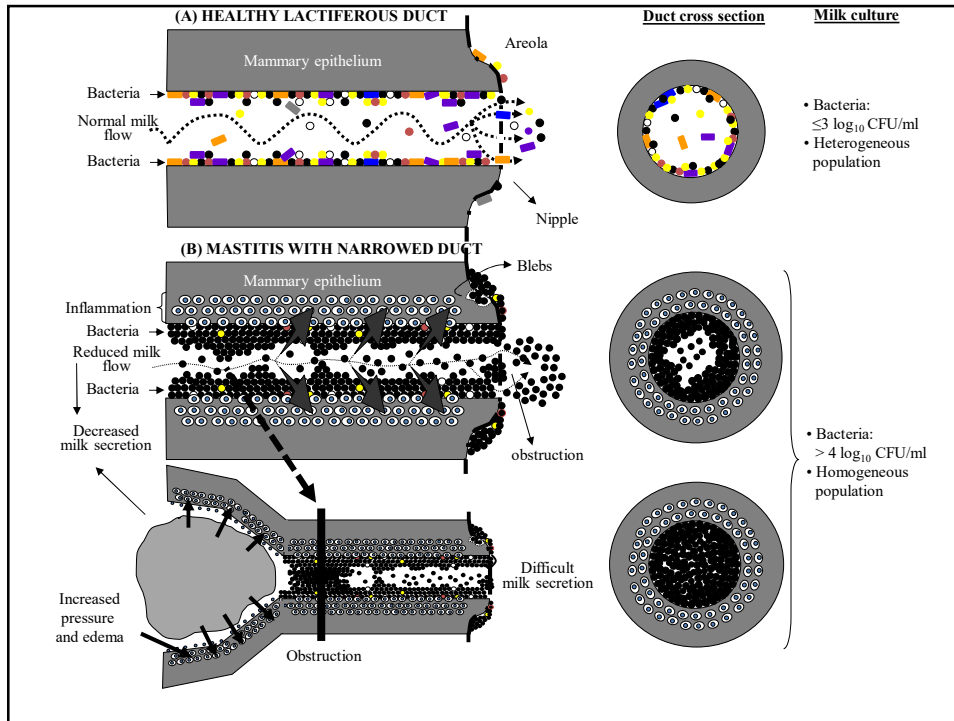 (A) HEALTHY LACTIFEROUS DUCT
Duct cross section
Milk culture
Mammary epithelium
Areola
Bacteria
Normal milk
flow
Bacteria
Nipple
• Bacteria:
≤3 log10 CFU/ml
• Heterogeneous
population
(B) MASTITIS WITH NARROWED DUCT
Mammary epithelium
Blebs
Inflammation
Bacteria
Reduced milk
flow
Bacteria
Decreased
milk secretion
obstruction
• Bacteria:
> 4 log10 CFU/ml
• Homogeneous
population
Difficult
milk secretion
Increased
pressure
and edema
Obstruction